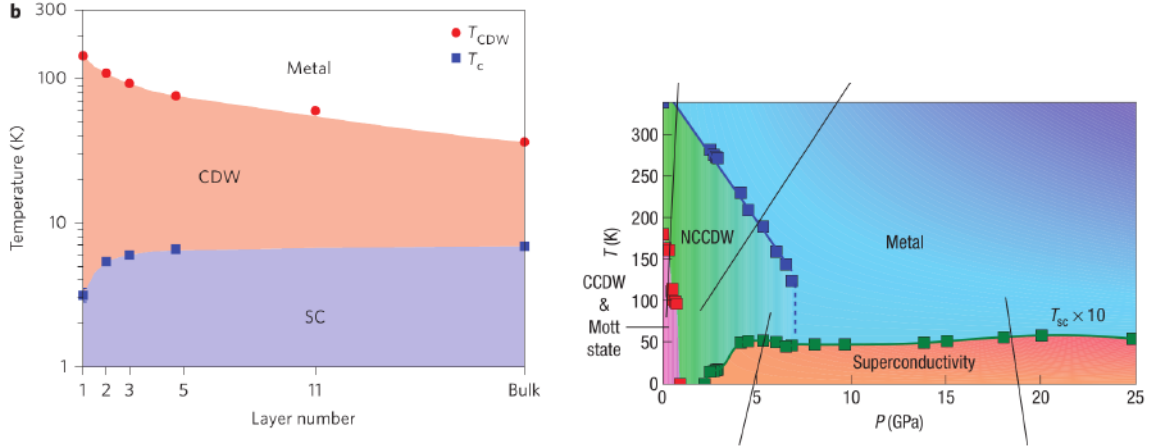 b
300
100
10
1
Temperature (K)
T_CDW
T_c
Metal
CDW
SC
1 2 3 5 11 Bulk
Layer number
300
250
200
150
100
50
0
T (K)
NCCDW
Metal
CCDW
&
Mott
state
T_sc × 10
Superconductivity
0 5 10 15 20 25
P (GPa)